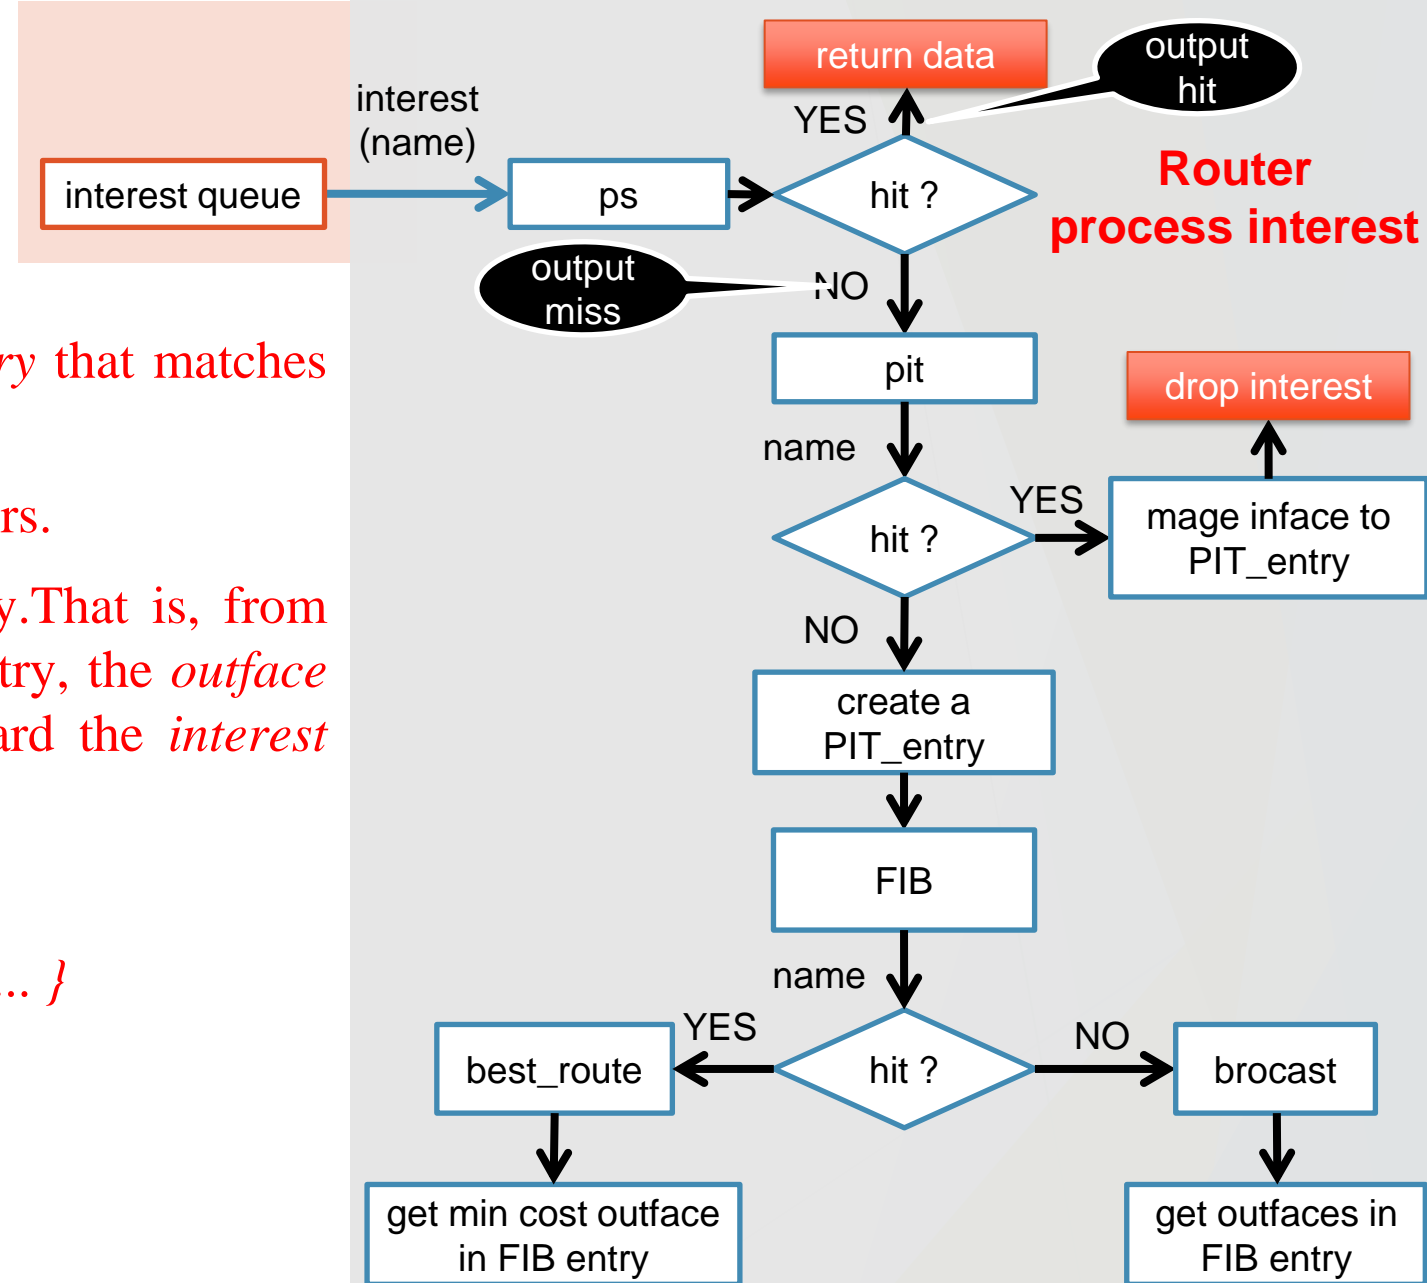 return data
output
hit
interest
(name)
YES
interest queue
ps
hit ?
Router
process interest
output
miss
NO
pit
ry that matches
drop interest
name
YES
rs.
hit ?
mage inface to
PIT_entry
y.That is, from
NO
try, the outface
create a
PIT_entry
ard the interest
FIB
... }
name
YES
NO
best_route
hit ?
brocast
get min cost outface
in FIB entry
get outfaces in
FIB entry